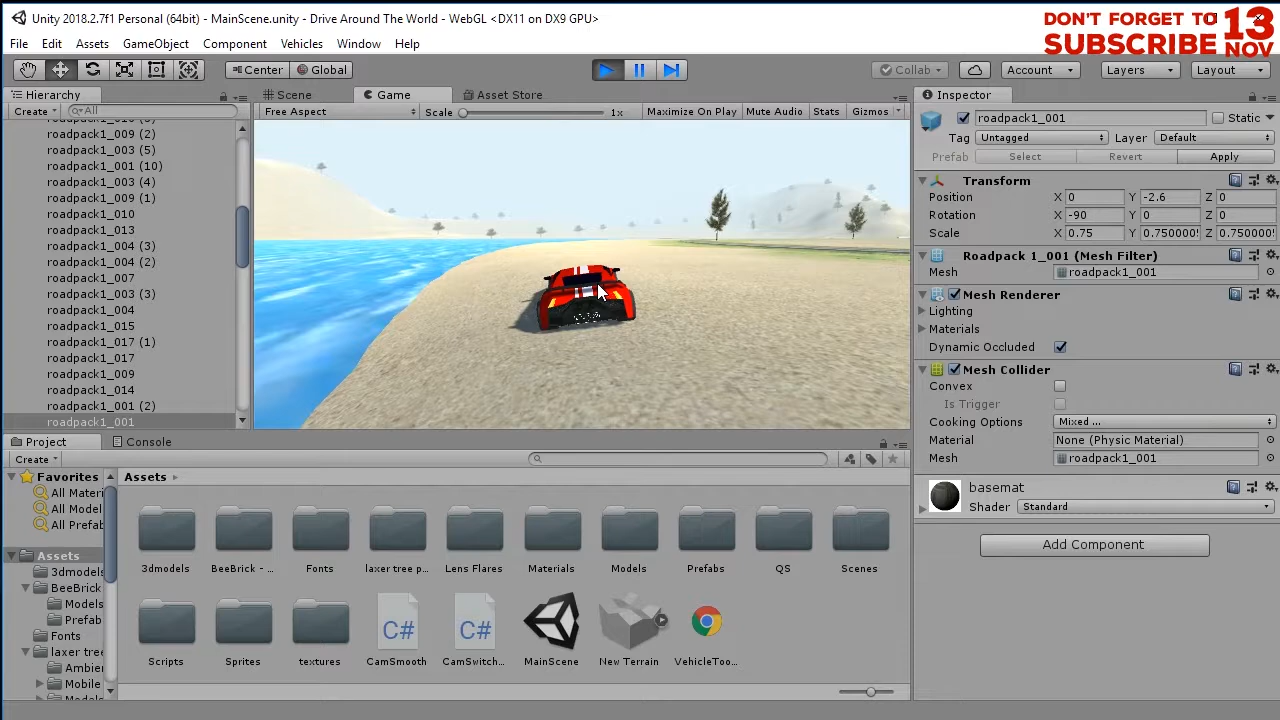 Unity 2018.2.7f1 Personal (64bit) - MainScene.unity - Drive Around The World - WebGL <DX11 on DX9 GPU>
DON'T FORGET TO
SUBSCRIBE
13
NOV
File Edit Assets GameObject Component Vehicles Window Help
Center Global Collab Account Layers Layout
Hierarchy
Create All
roadpack1_009 (2)
roadpack1_003 (5)
roadpack1_001 (10)
roadpack1_003 (4)
roadpack1_009 (1)
roadpack1_010
roadpack1_013
roadpack1_004 (3)
roadpack1_004 (2)
roadpack1_007
roadpack1_003 (3)
roadpack1_004
roadpack1_015
roadpack1_017 (1)
roadpack1_017
roadpack1_009
roadpack1_014
roadpack1_001 (2)
roadpack1_001
Scene Game Asset Store
Free Aspect Scale 1x Maximize On Play Mute Audio Stats Gizmos
Inspector
roadpack1_001 Static
Tag Untagged Layer Default
Prefab Select Revert Apply
Transform
Position X 0 Y -2.6 Z 0
Rotation X -90 Y 0 Z 0
Scale X 0.75 Y 0.750000! Z 0.750000!
Roadpack 1_001 (Mesh Filter)
Mesh roadpack1_001
Mesh Renderer
Lighting
Materials
Dynamic Occluded
Mesh Collider
Convex
Is Trigger
Cooking Options Mixed ...
Material None (Physic Material)
Mesh roadpack1_001
basemat
Shader Standard
Add Component
Project Console
Create
Favorites
All Mater
All Model
All Prefab
Assets
3dmodels
BeeBrick
Models
Prefab
Fonts
laxer tree
Ambien
Mobile
Assets
3dmodels BeeBrick - ... Fonts laxer tree p... Lens Flares Materials Models Prefabs QS Scenes
Scripts Sprites textures CamSmooth CamSwitch... MainScene New Terrain VehicleToo...
C# C#